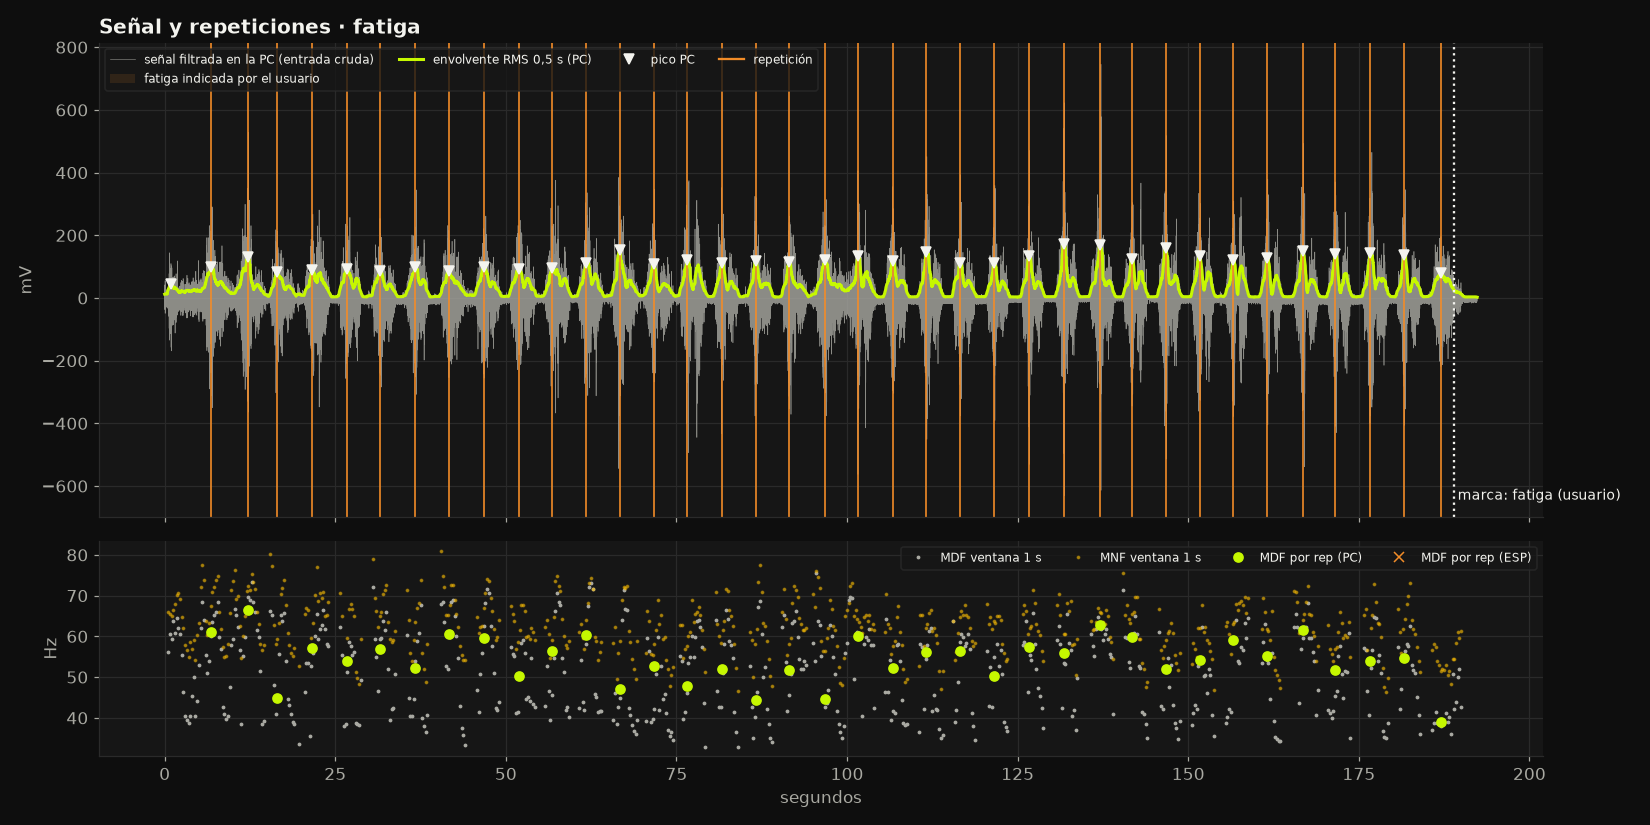 Señal y repeticiones · fatiga
señal filtrada en la PC (entrada cruda)
envolvente RMS 0,5 s (PC)
pico PC
repetición
fatiga indicada por el usuario
800
600
400
200
0
−200
−400
−600
mV
marca: fatiga (usuario)
MDF ventana 1 s
MNF ventana 1 s
MDF por rep (PC)
MDF por rep (ESP)
80
70
60
50
40
Hz
0 25 50 75 100 125 150 175 200
segundos